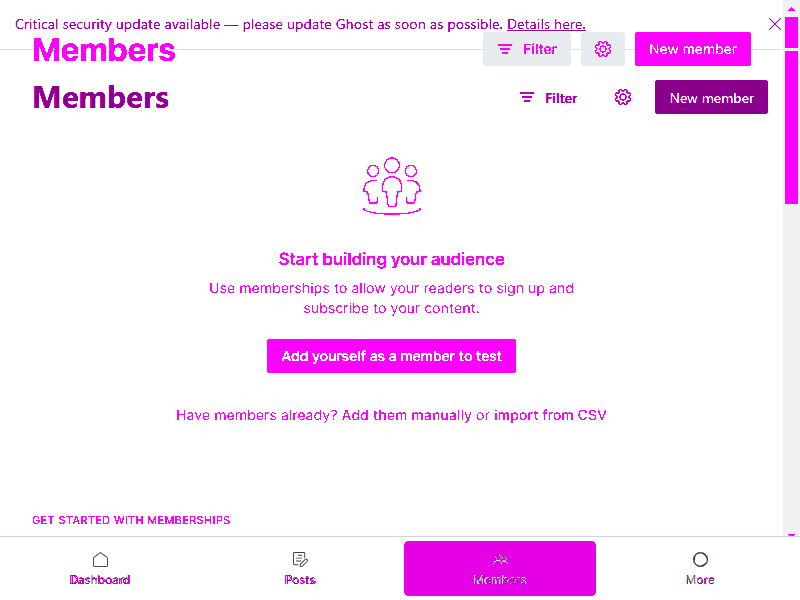 Critical security update available — please update Ghost as soon as possible. Details here.
Members
Filter
New member
Members
Filter
New member
Start building your audience
Use memberships to allow your readers to sign up and
subscribe to your content.
Add yourself as a member to test
Have members already? Add them manually or import from CSV
GET STARTED WITH MEMBERSHIPS
Dashboard
Posts
Members
More